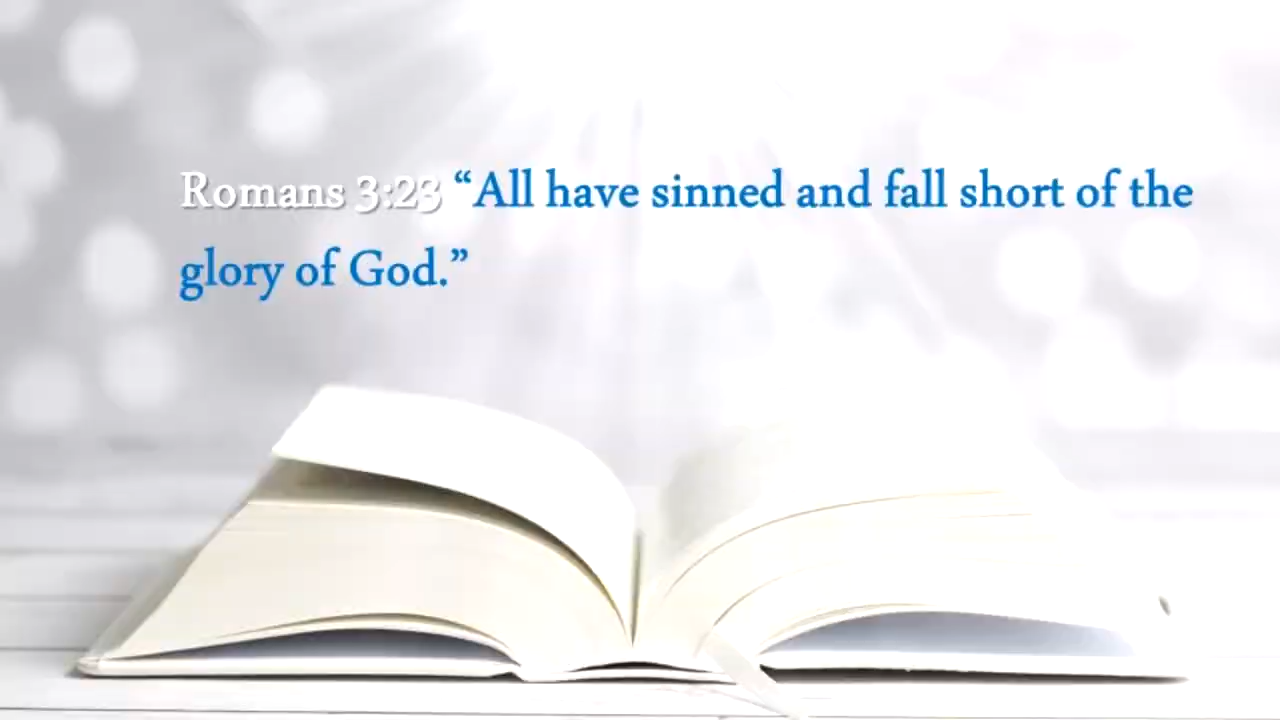 Romans 3:23 “All have sinned and fall short of the
glory of God.”